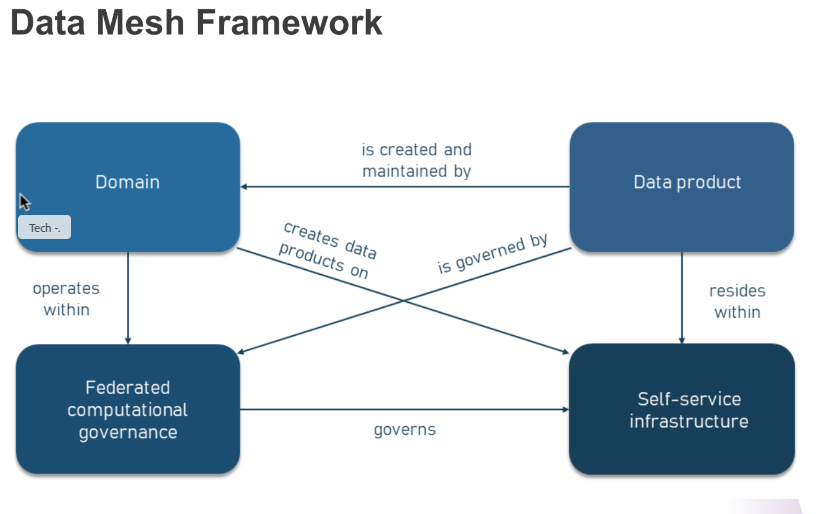 Data Mesh Framework
is created and
maintained by
Domain
Data product
Tech -.
creates data
products on
is governed by
operates
within
resides
within
Federated
computational
governance
Self-service
infrastructure
governs